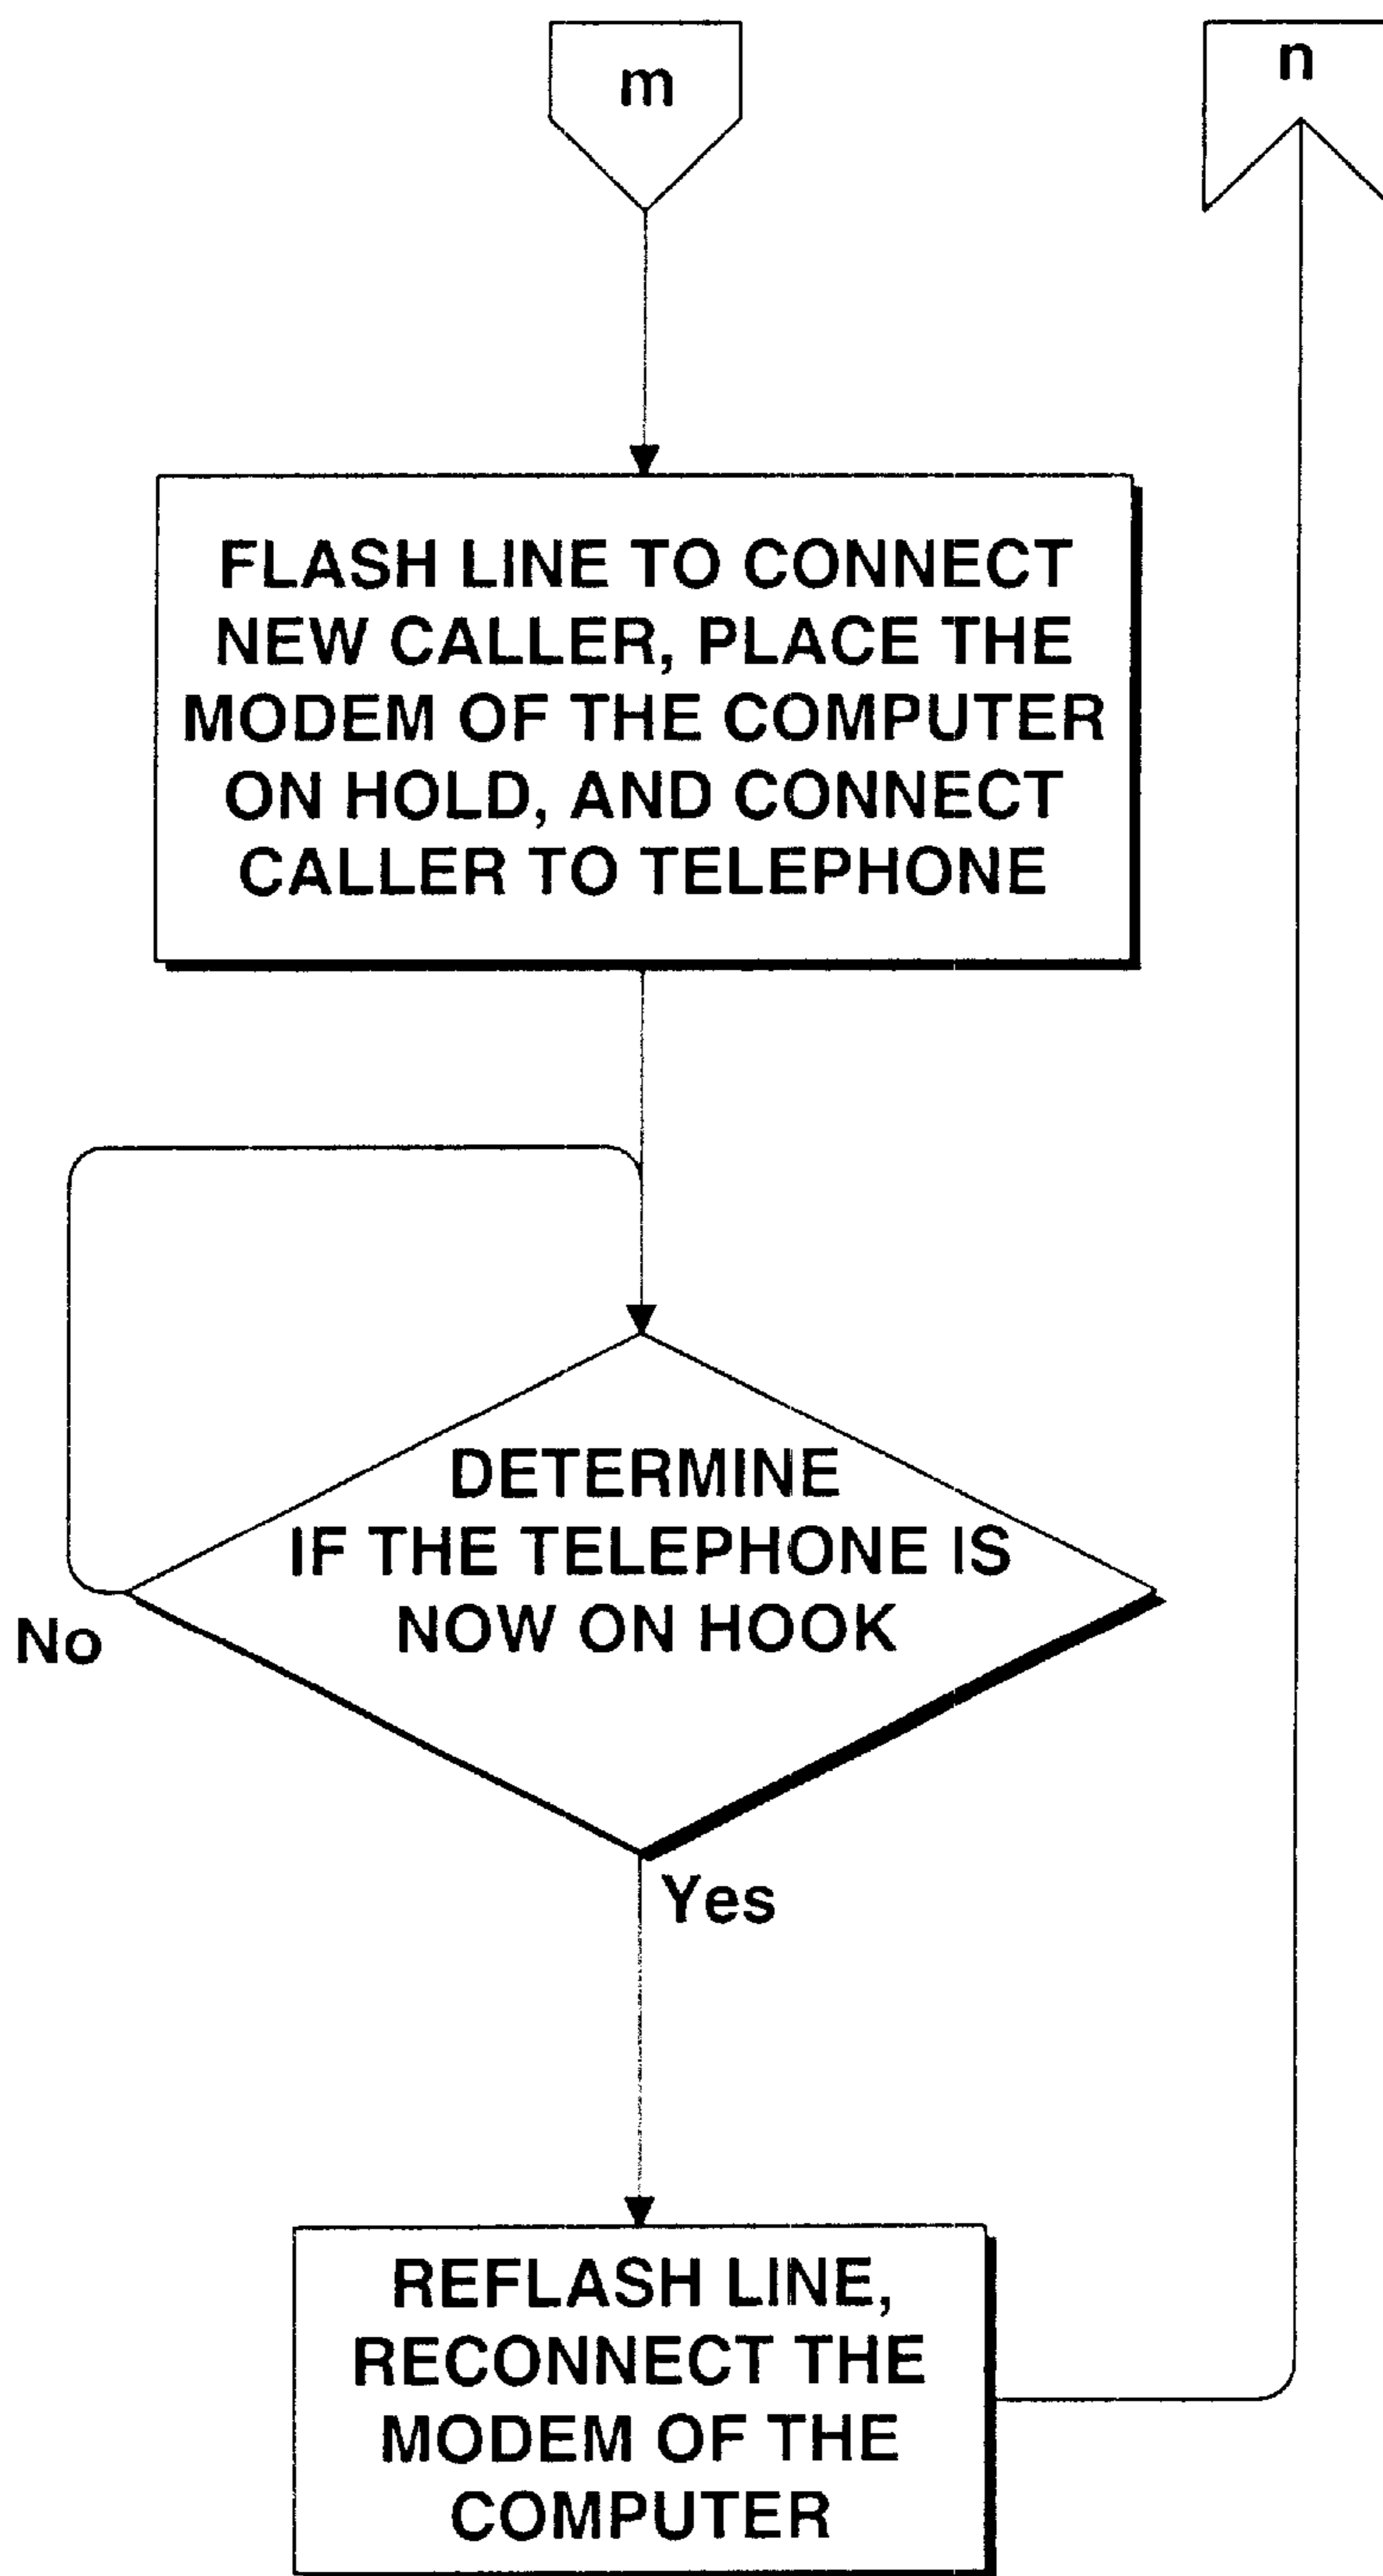 m
n
FLASH LINE TO CONNECT
NEW CALLER, PLACE THE
MODEM OF THE COMPUTER
ON HOLD, AND CONNECT
CALLER TO TELEPHONE
DETERMINE
IF THE TELEPHONE IS
NOW ON HOOK
No
Yes
REFLASH LINE,
RECONNECT THE
MODEM OF THE
COMPUTER